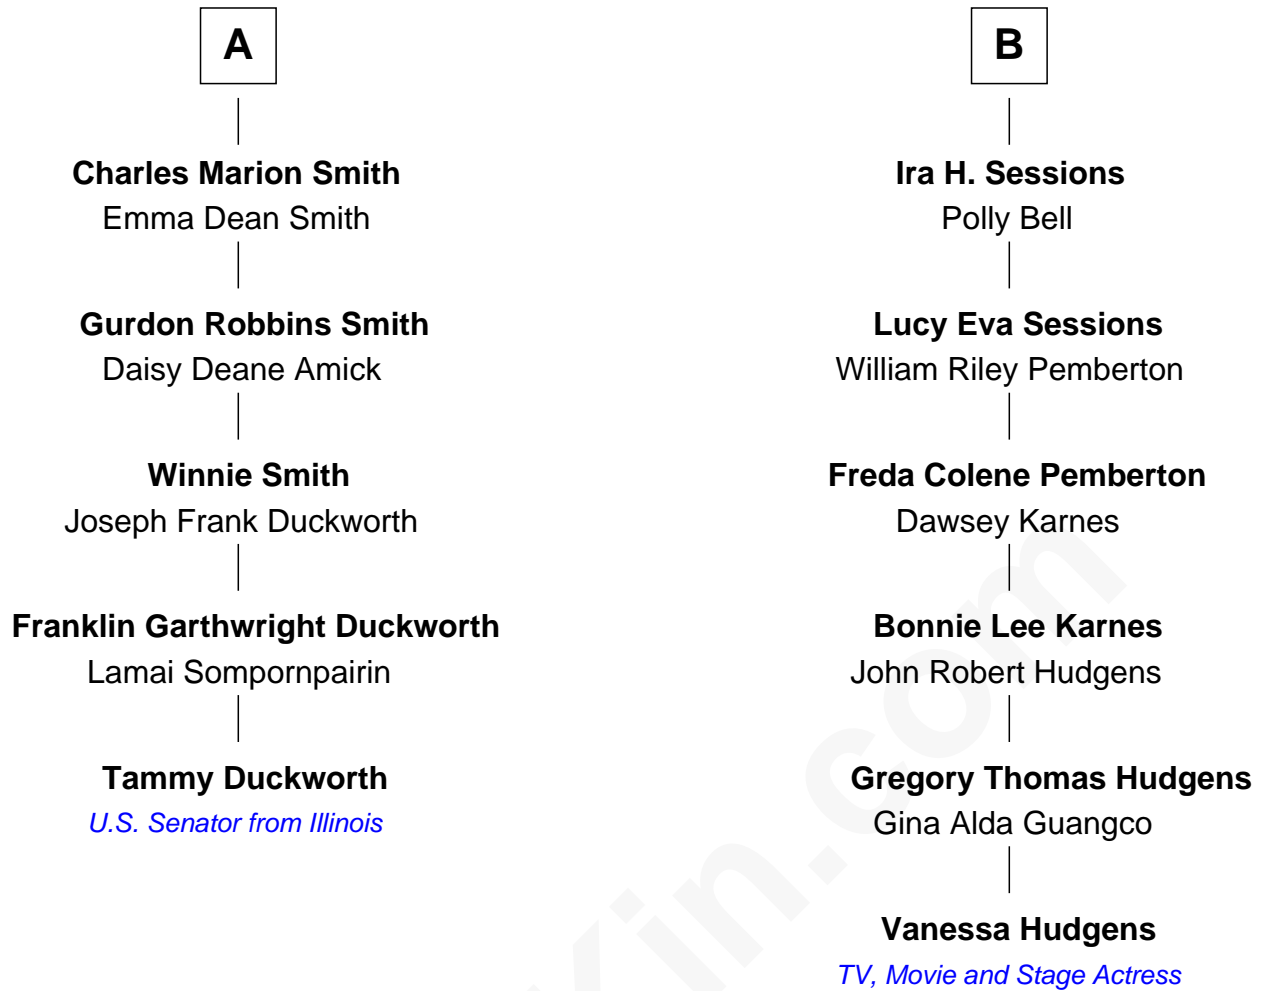 A
Charles Marion Smith
Emma Dean Smith
Gurdon Robbins Smith
Daisy Deane Amick
Winnie Smith
Joseph Frank Duckworth
Franklin Garthwright Duckworth
Lamai Sompornpairin
Tammy Duckworth
U.S. Senator from Illinois
B
Ira H. Sessions
Polly Bell
Lucy Eva Sessions
William Riley Pemberton
Freda Colene Pemberton
Dawsey Karnes
Bonnie Lee Karnes
John Robert Hudgens
Gregory Thomas Hudgens
Gina Alda Guangco
Vanessa Hudgens
TV, Movie and Stage Actress
Kin.com